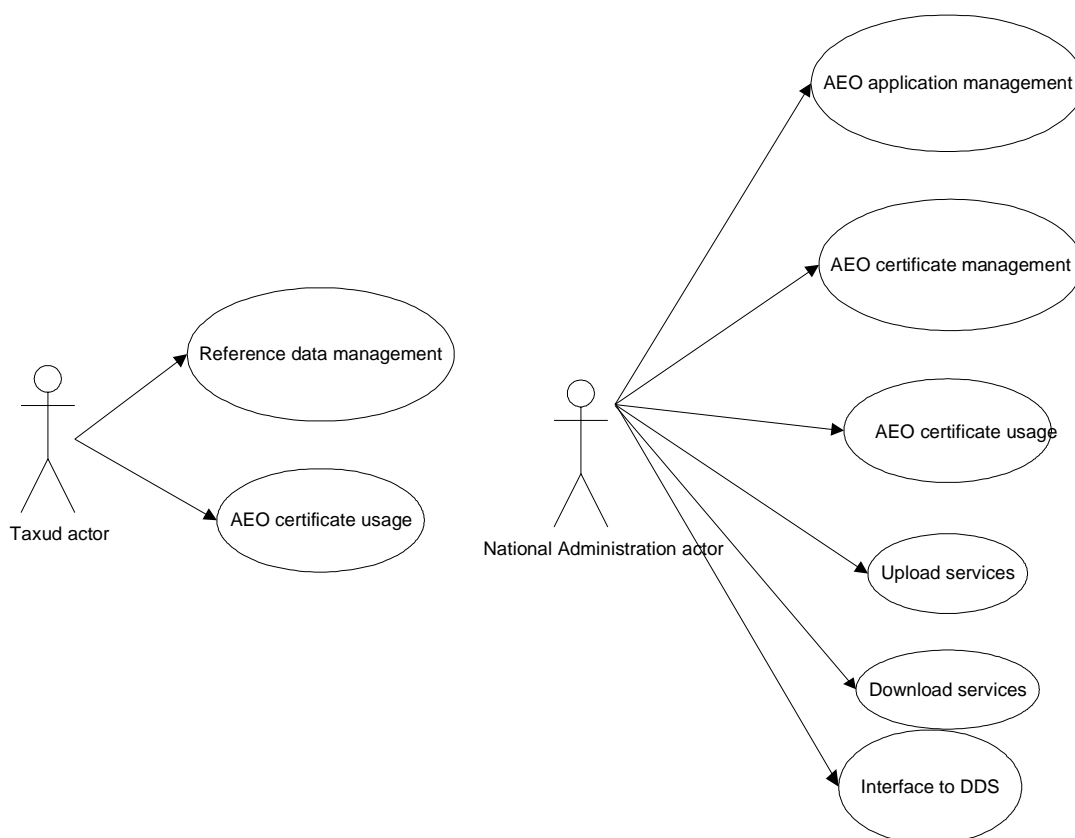 Reference data management
AEO certificate usage
Taxud actor
AEO application management
AEO certificate management
AEO certificate usage
Upload services
Download services
Interface to DDS
National Administration actor